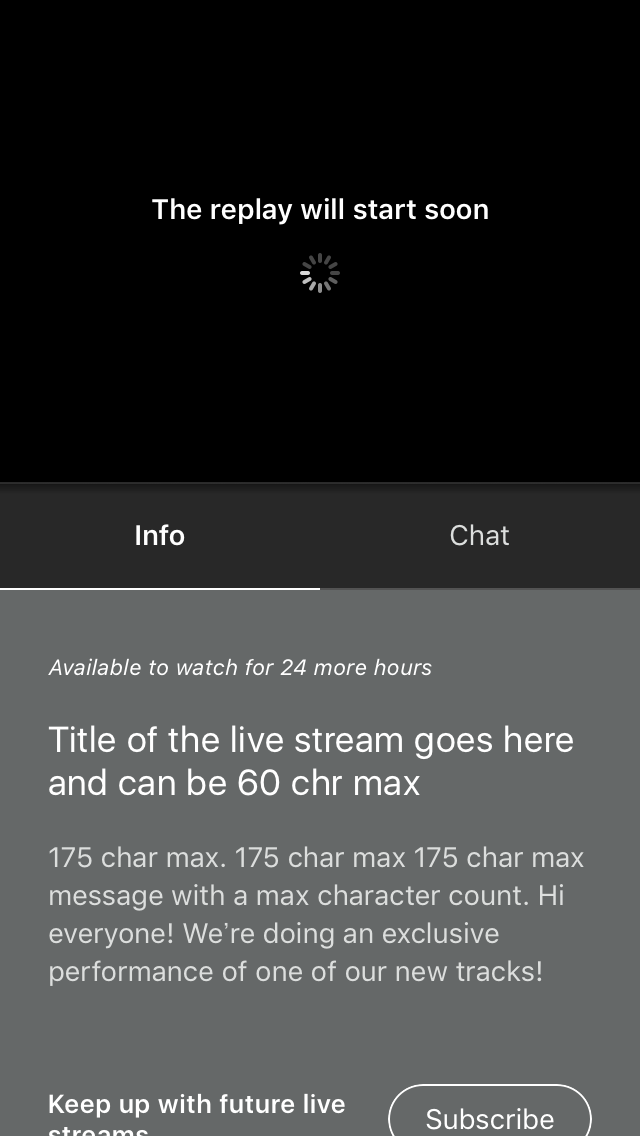 The replay will start soon
Info
Chat
Available to watch for 24 more hours
Title of the live stream goes here
and can be 60 chr max
175 char max. 175 char max 175 char max
message with a max character count. Hi
everyone! We’re doing an exclusive
performance of one of our new tracks!
Keep up with future live
streams
Subscribe